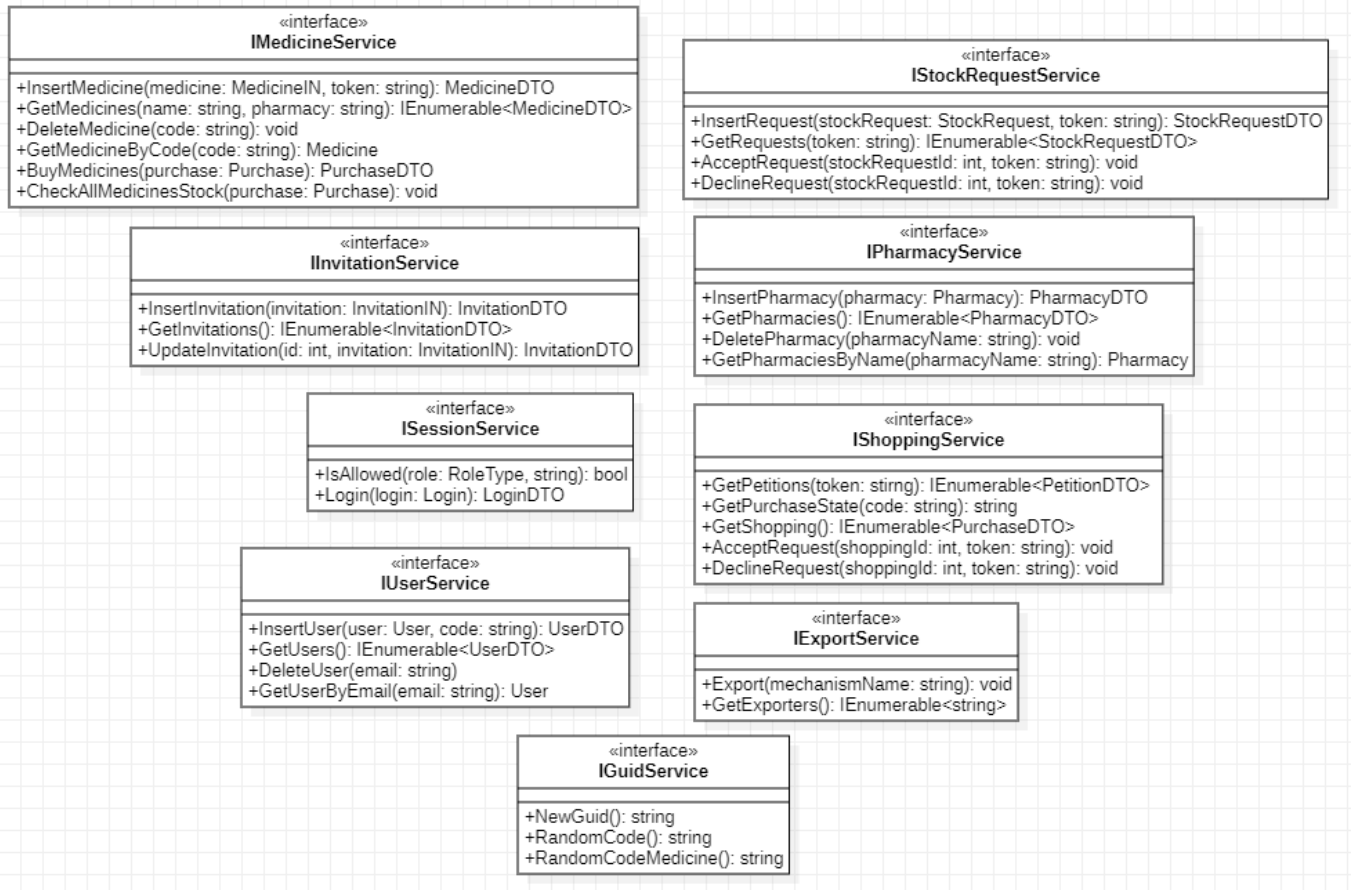 «interface»
IMedicineService
+InsertMedicine(medicine: MedicineIN, token: string): MedicineDTO
+GetMedicines(name: string, pharmacy: string): IEnumerable<MedicineDTO>
+DeleteMedicine(code: string): void
+GetMedicineByCode(code: string): Medicine
+BuyMedicines(purchase: Purchase): PurchaseDTO
+CheckAllMedicinesStock(purchase: Purchase): void
«interface»
IStockRequestService
+InsertRequest(stockRequest: StockRequest, token: string): StockRequestDTO
+GetRequests(token: string): IEnumerable<StockRequestDTO>
+AcceptRequest(stockRequestId: int, token: string): void
+DeclineRequest(stockRequestId: int, token: string): void
«interface»
IInvitationService
+InsertInvitation(invitation: InvitationIN): InvitationDTO
+GetInvitations(): IEnumerable<InvitationDTO>
+UpdateInvitation(id: int, invitation: InvitationIN): InvitationDTO
«interface»
IPharmacyService
+InsertPharmacy(pharmacy: Pharmacy): PharmacyDTO
+GetPharmacies(): IEnumerable<PharmacyDTO>
+DeletePharmacy(pharmacyName: string): void
+GetPharmaciesByName(pharmacyName: string): Pharmacy
«interface»
ISessionService
+IsAllowed(role: RoleType, string): bool
+Login(login: Login): LoginDTO
«interface»
IShoppingService
+GetPetitions(token: stirng): IEnumerable<PetitionDTO>
+GetPurchaseState(code: string): string
+GetShopping(): IEnumerable<PurchaseDTO>
+AcceptRequest(shoppingId: int, token: string): void
+DeclineRequest(shoppingId: int, token: string): void
«interface»
IUserService
+InsertUser(user: User, code: string): UserDTO
+GetUsers(): IEnumerable<UserDTO>
+DeleteUser(email: string)
+GetUserByEmail(email: string): User
«interface»
IExportService
+Export(mechanismName: string): void
+GetExporters(): IEnumerable<string>
«interface»
IGuidService
+NewGuid(): string
+RandomCode(): string
+RandomCodeMedicine(): string